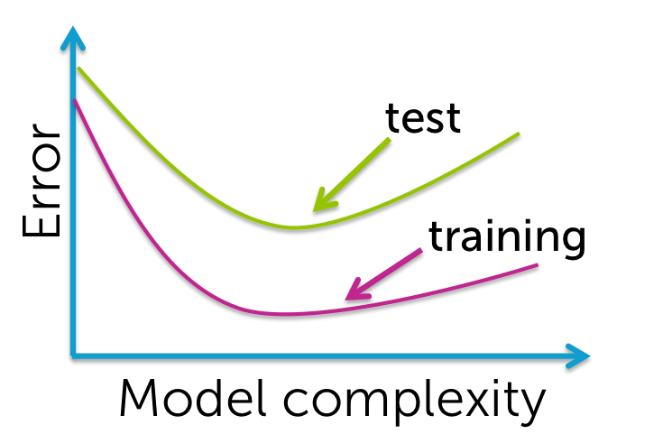 test
Error
training
Model complexity